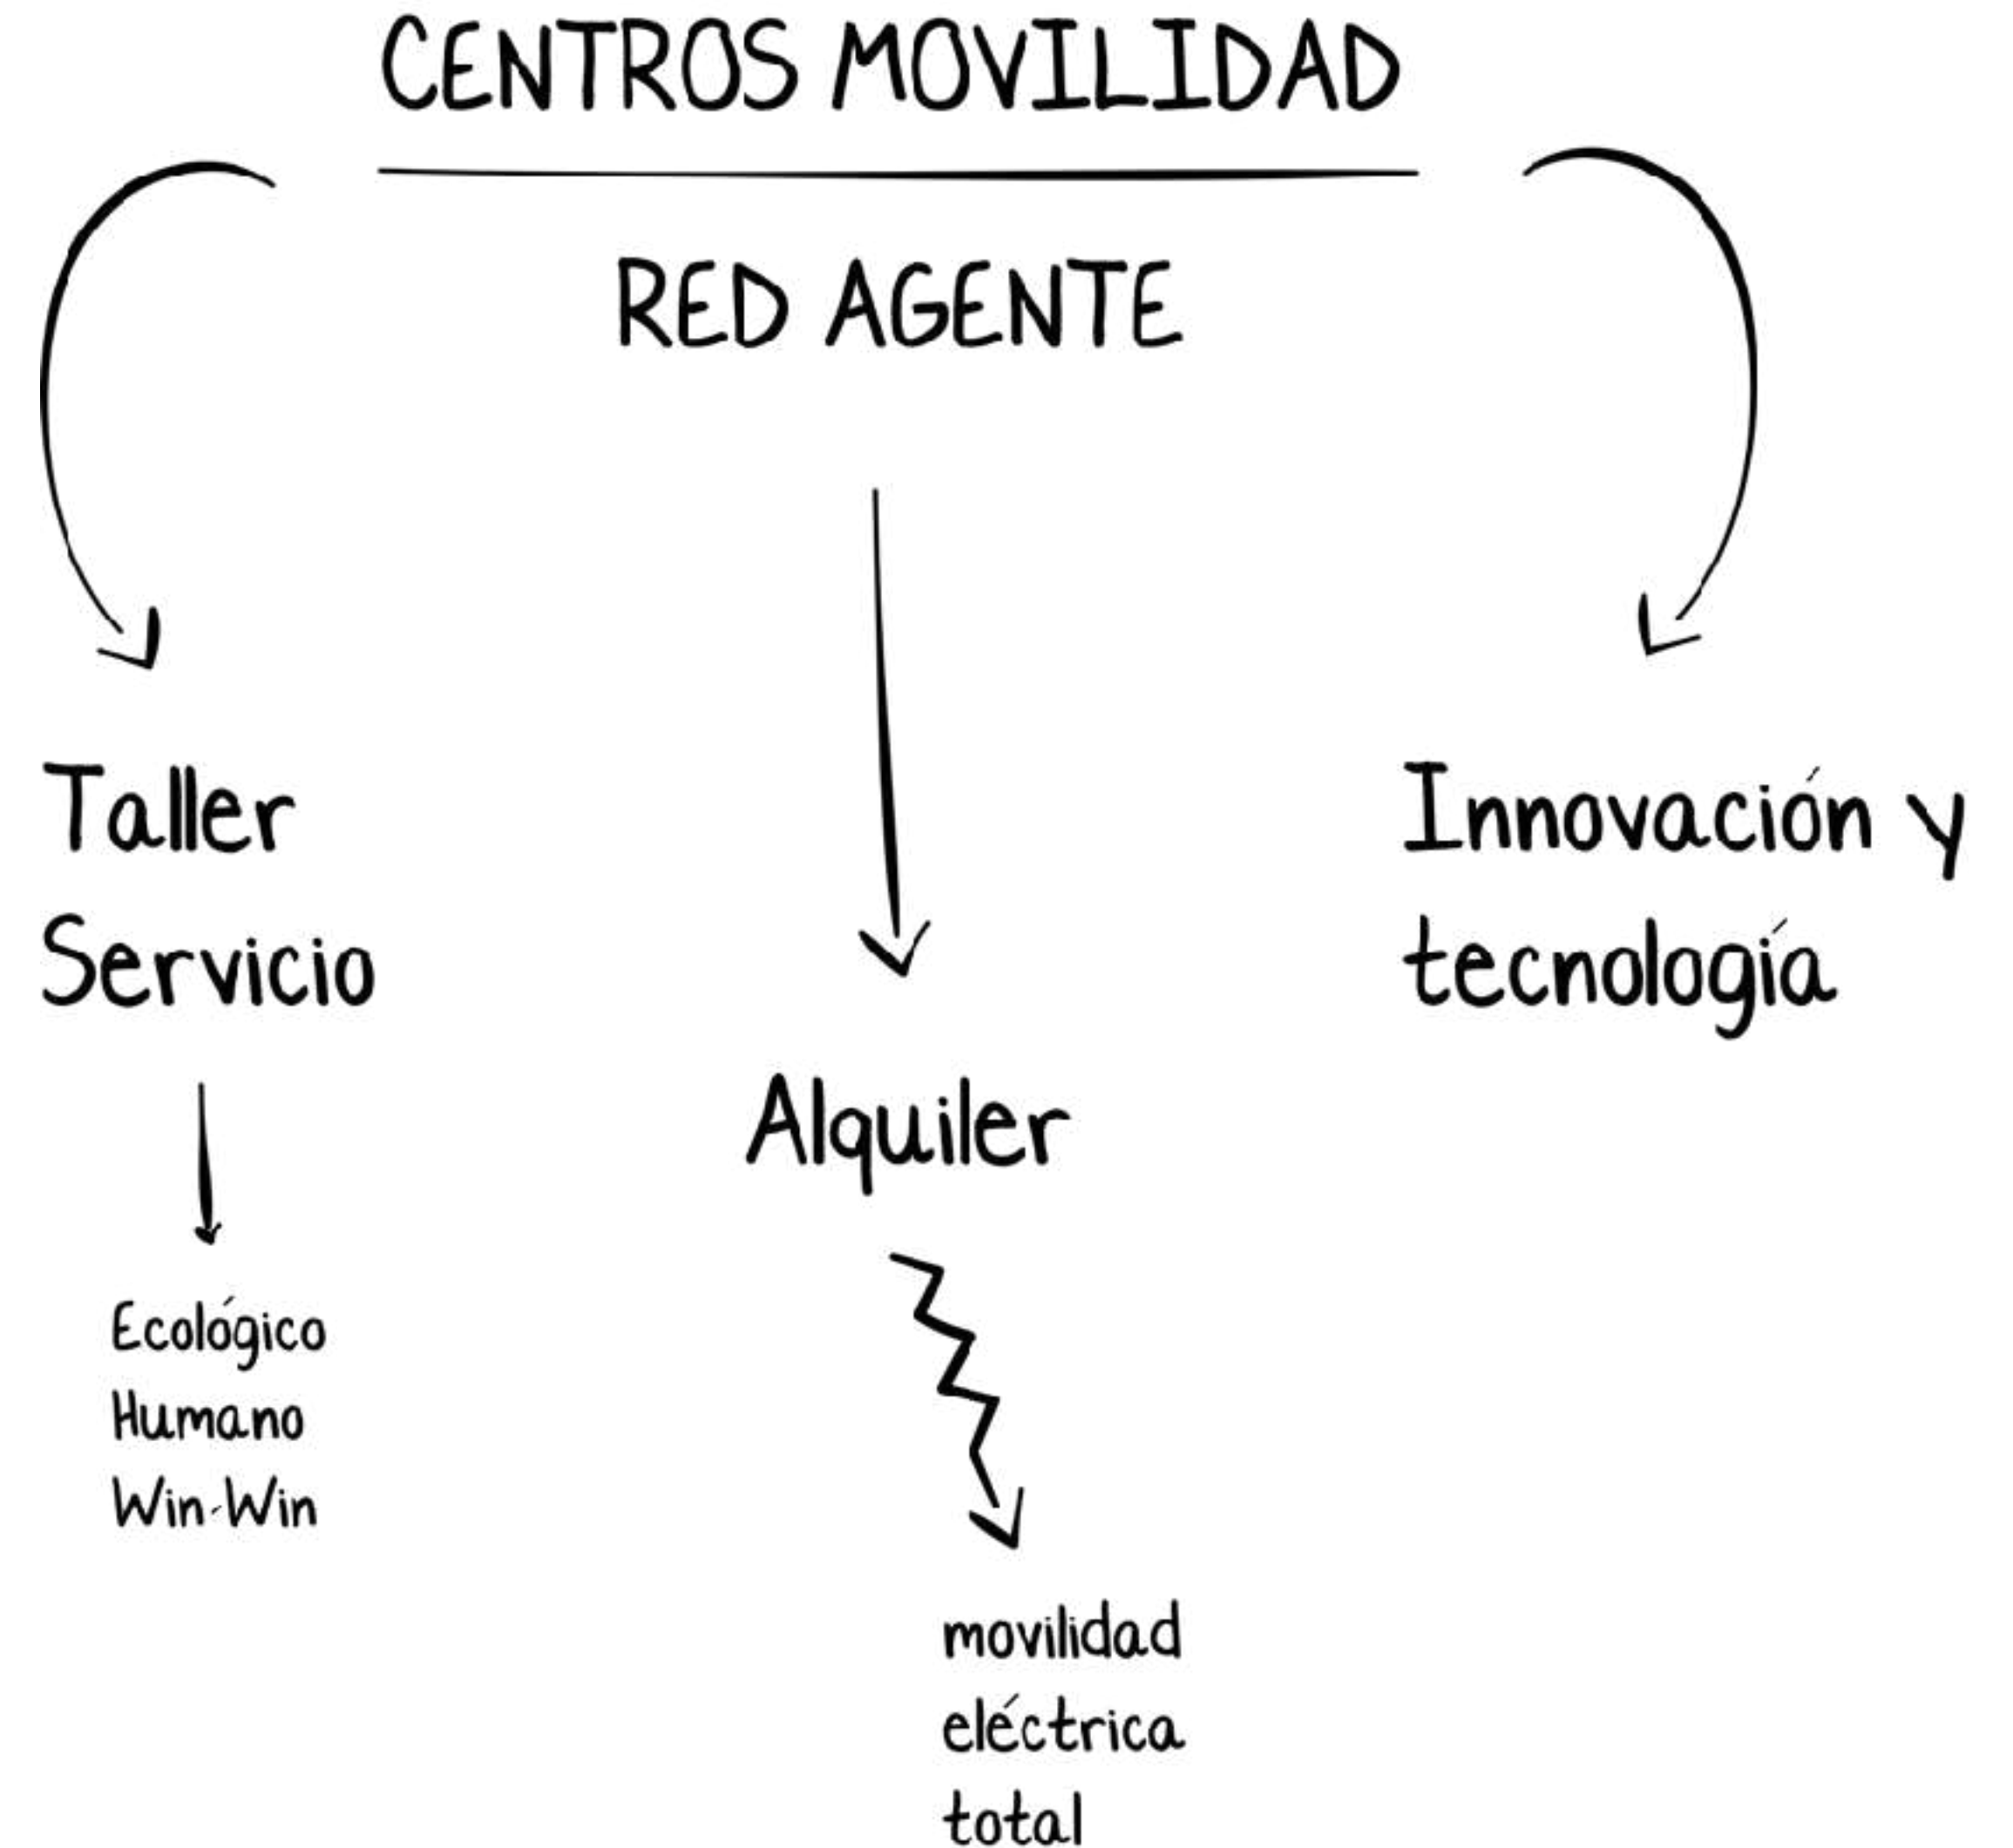 CENTROS MOVILIDAD
RED AGENTE
Taller
Servicio
Ecológico
Humano
Win-Win
Alquiler
movilidad
eléctrica
total
Innovación y
tecnología